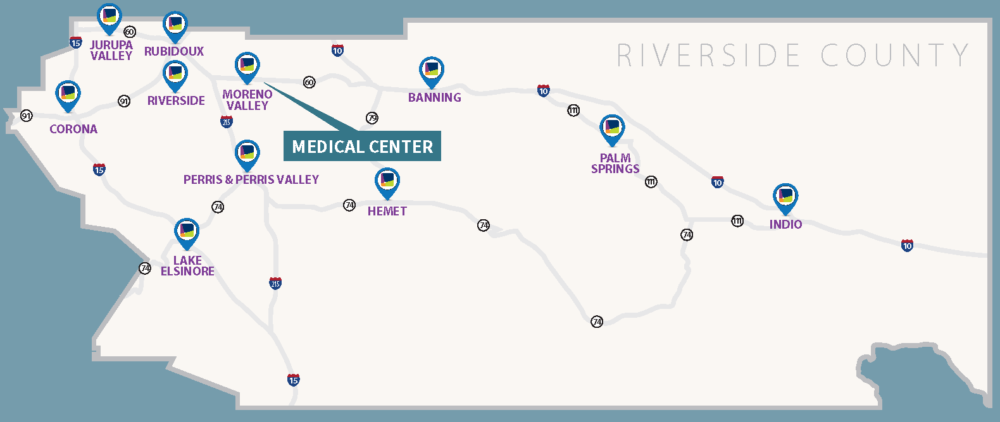 RIVERSIDE COUNTY
JURUPA
VALLEY
60
15
RUBIDOUX
10
RIVERSIDE
MORENO
VALLEY
60
BANNING
10
91
CORONA
91
215
79
111
MEDICAL CENTER
PALM
SPRINGS
15
PERRIS & PERRIS VALLEY
111
10
74
74
HEMET
74
111
INDIO
74
10
LAKE
ELSINORE
74
215
74
15